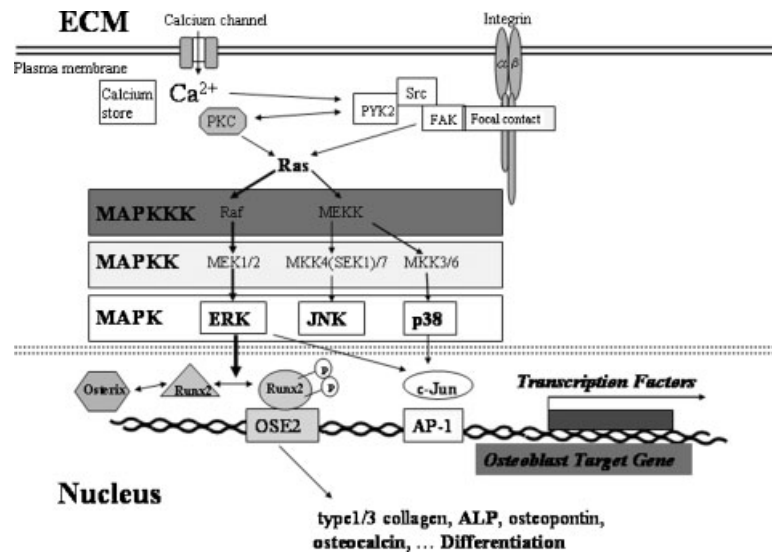 ECM
Calcium channel
Integrin
Plasma membrane
α β
Calcium
store
Ca2+
Src
PYK2
PKC
FAK
Focal contact
Ras
MAPKKK Raf MEKK
MAPKK MEK1/2 MKK4(SEK1)/7 MKK3/6
MAPK ERK JNK p38
Osterix
Runx2
Runx2
P
P
c-Jun
Transcription Factors
OSE2
AP-1
Osteoblast Target Gene
Nucleus
type1/3 collagen, ALP, osteopontin,
osteocalcin, … Differentiation